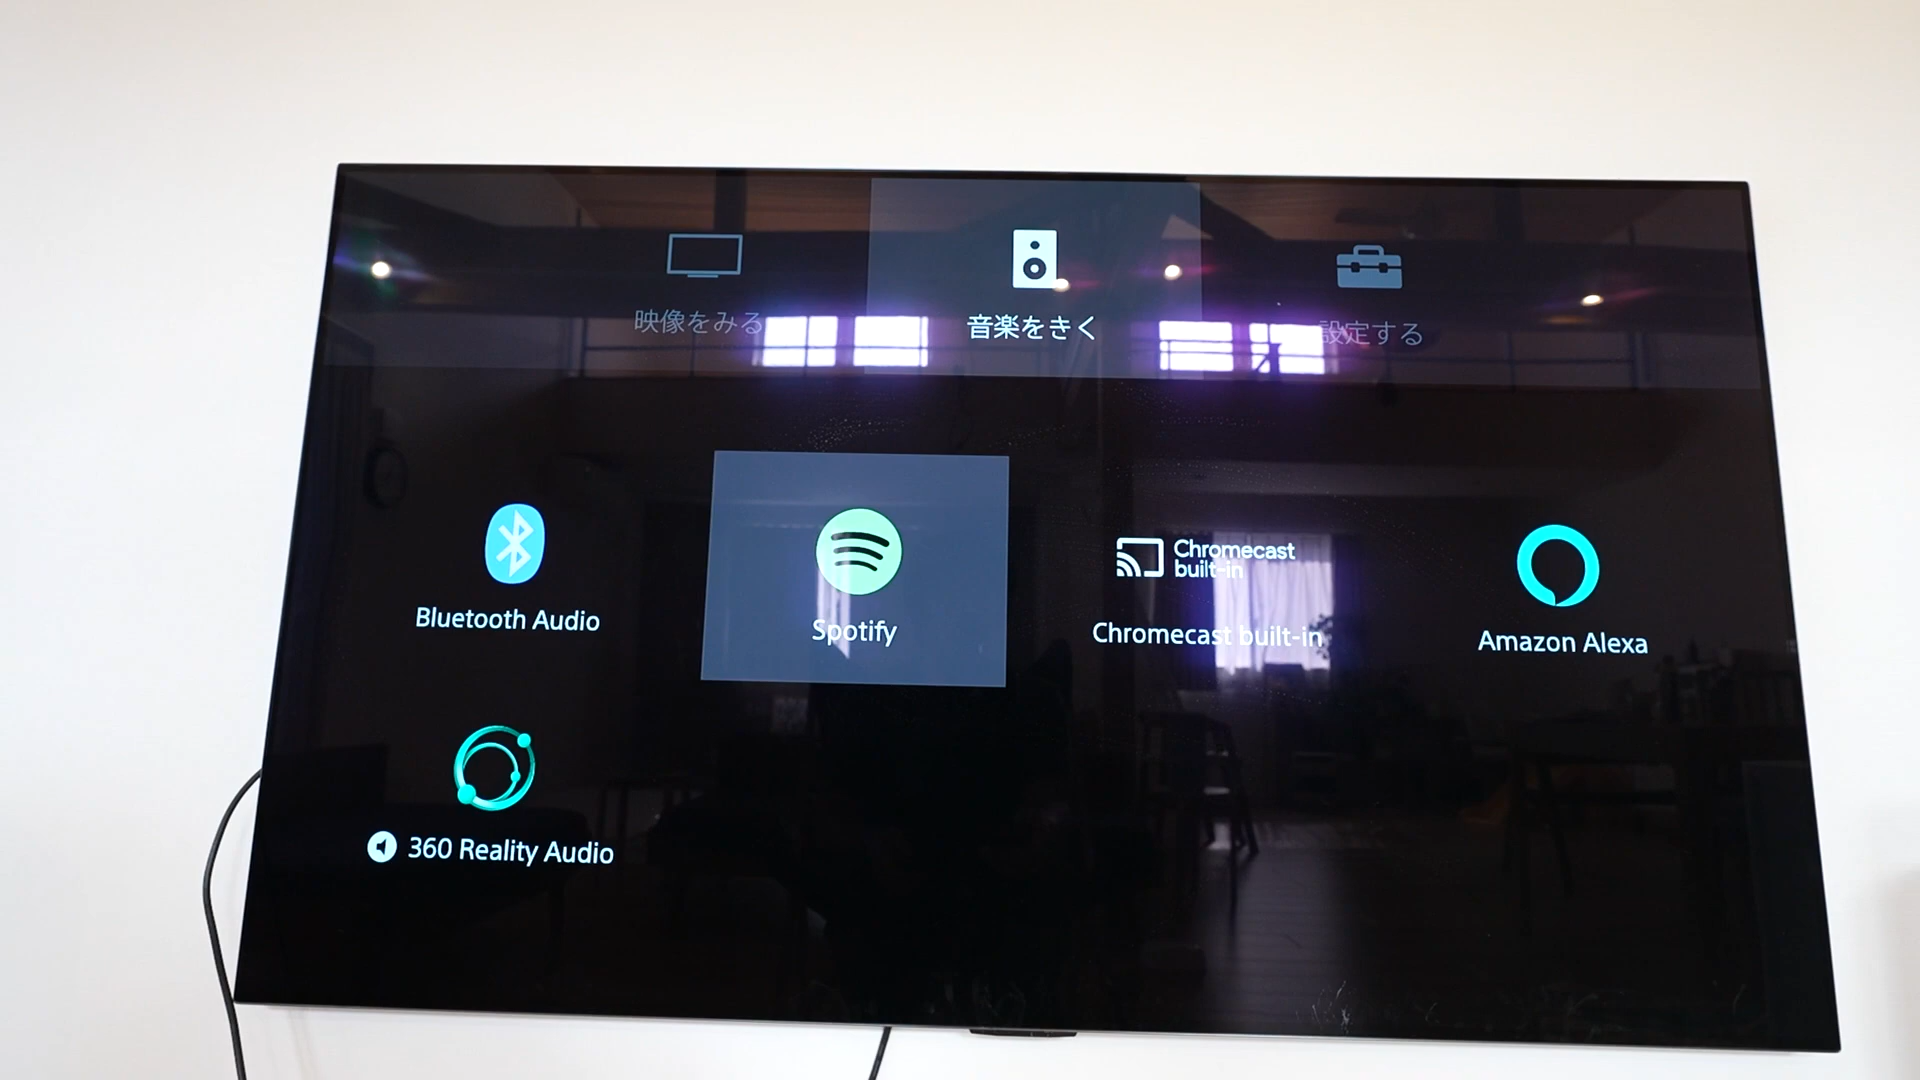 映像をみる
音楽をきく
設定する
Bluetooth Audio
Spotify
Chromecast
built-in
Chromecast built-in
Amazon Alexa
360 Reality Audio